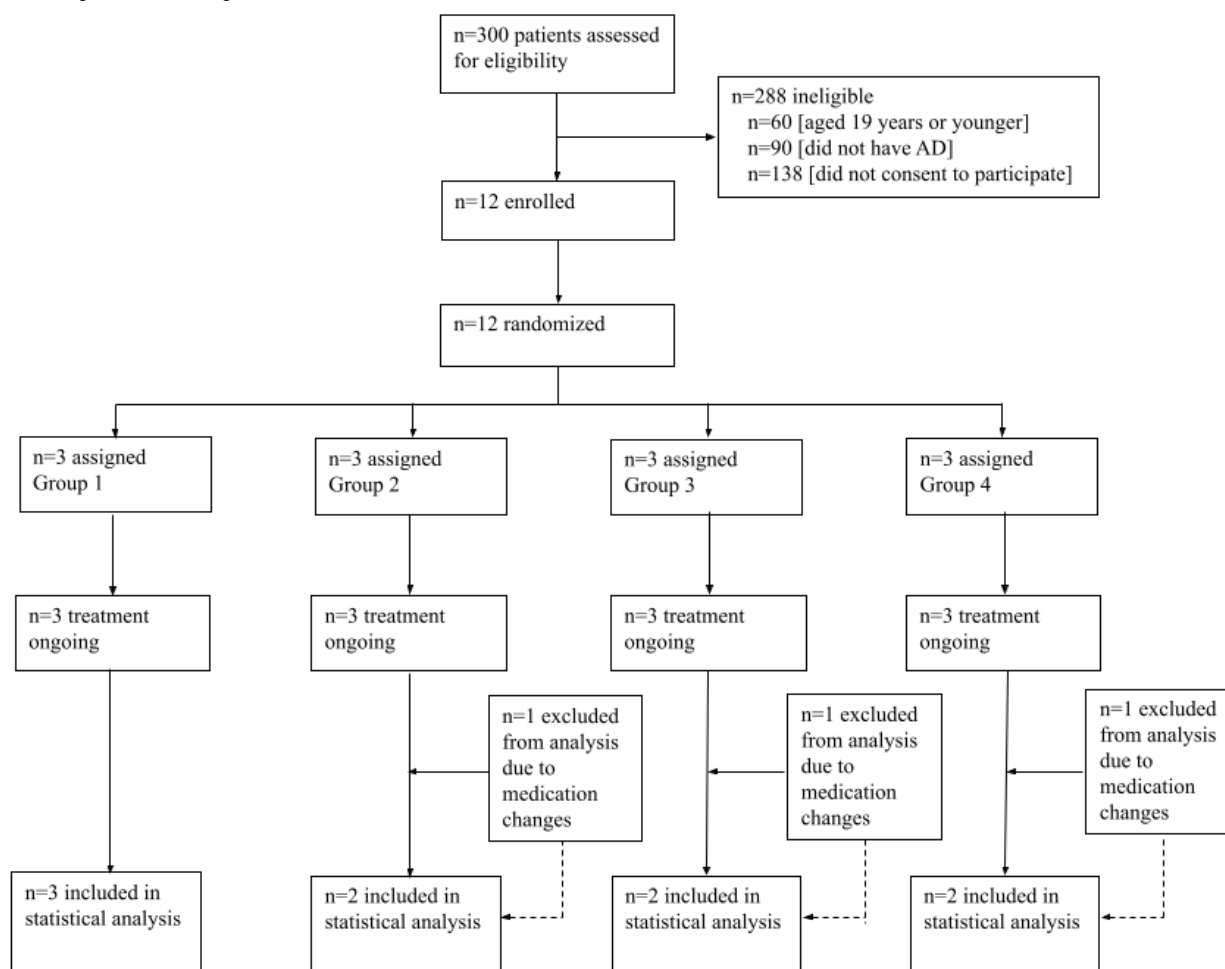 n=300 patients assessed
for eligibility
n=288 ineligible
n=60 [aged 19 years or younger]
n=90 [did not have AD]
n=138 [did not consent to participate]
n=12 enrolled
n=12 randomized
n=3 assigned
Group 1
n=3 assigned
Group 2
n=3 assigned
Group 3
n=3 assigned
Group 4
n=3 treatment
ongoing
n=3 treatment
ongoing
n=3 treatment
ongoing
n=3 treatment
ongoing
n=1 excluded
from analysis
due to
medication
changes
n=1 excluded
from analysis
due to
medication
changes
n=1 excluded
from analysis
due to
medication
changes
n=3 included in
statistical analysis
n=2 included in
statistical analysis
n=2 included in
statistical analysis
n=2 included in
statistical analysis